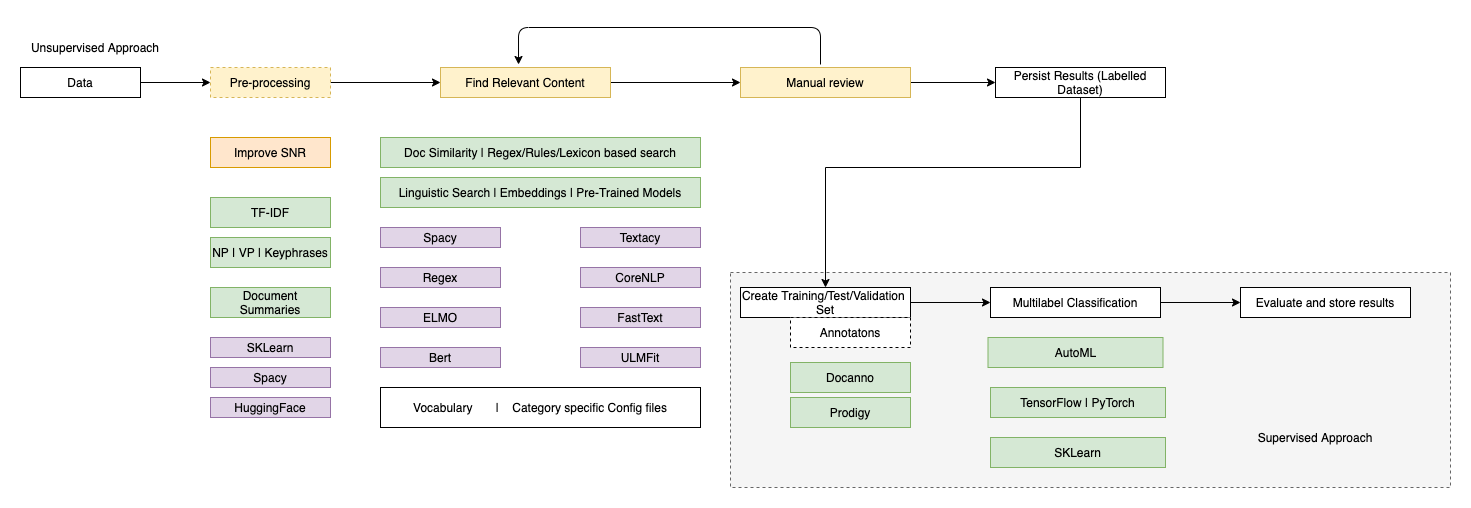 Unsupervised Approach
Data
Pre-processing
Find Relevant Content
Manual review
Persist Results (Labelled
Dataset)
Improve SNR
TF-IDF
NP | VP | Keyphrases
Document
Summaries
SKLearn
Spacy
HuggingFace
Doc Similarity | Regex/Rules/Lexicon based search
Linguistic Search | Embeddings | Pre-Trained Models
Spacy
Textacy
Regex
CoreNLP
ELMO
FastText
Bert
ULMFit
Vocabulary | Category specific Config files
Create Training/Test/Validation
Set
Annotatons
Docanno
Prodigy
Multilabel Classification
AutoML
TensorFlow | PyTorch
SKLearn
Evaluate and store results
Supervised Approach